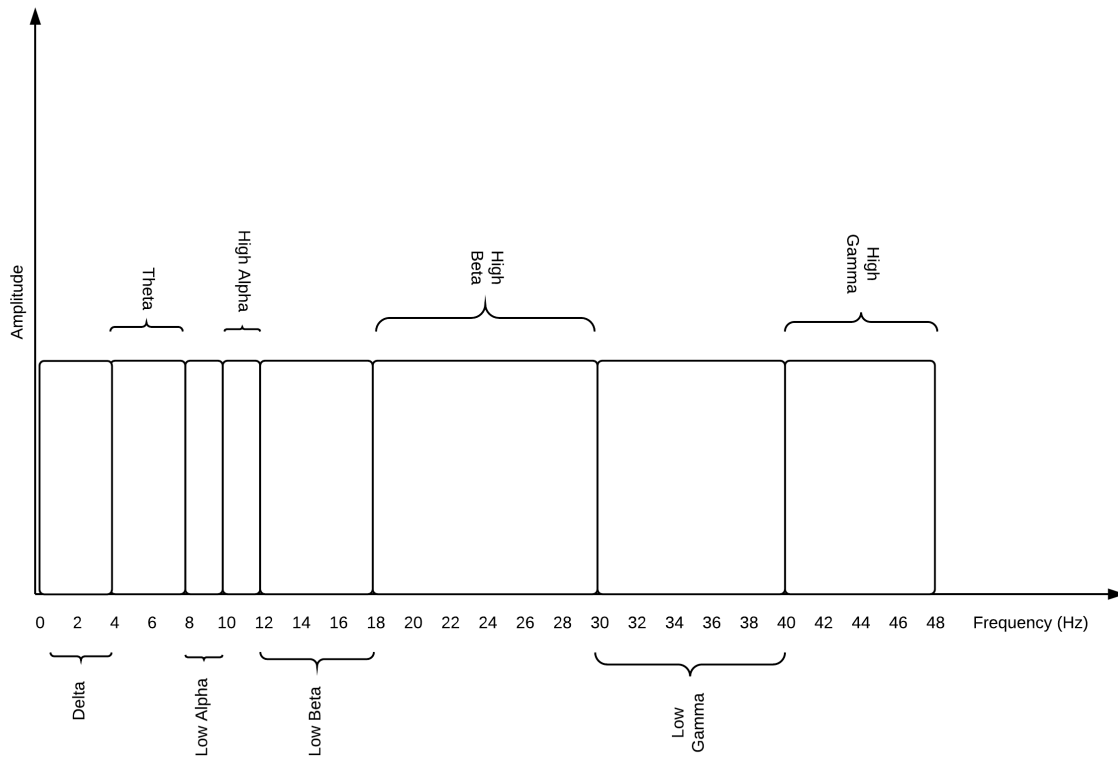 High Alpha
High
Gamma
High
Beta
Theta
Amplitude
0 2 4 6 8 10 12 14 16 18 20 22 24 26 28 30 32 34 36 38 40 42 44 46 48 Frequency (Hz)
Delta
Low Alpha
Low Beta
Low
Gamma